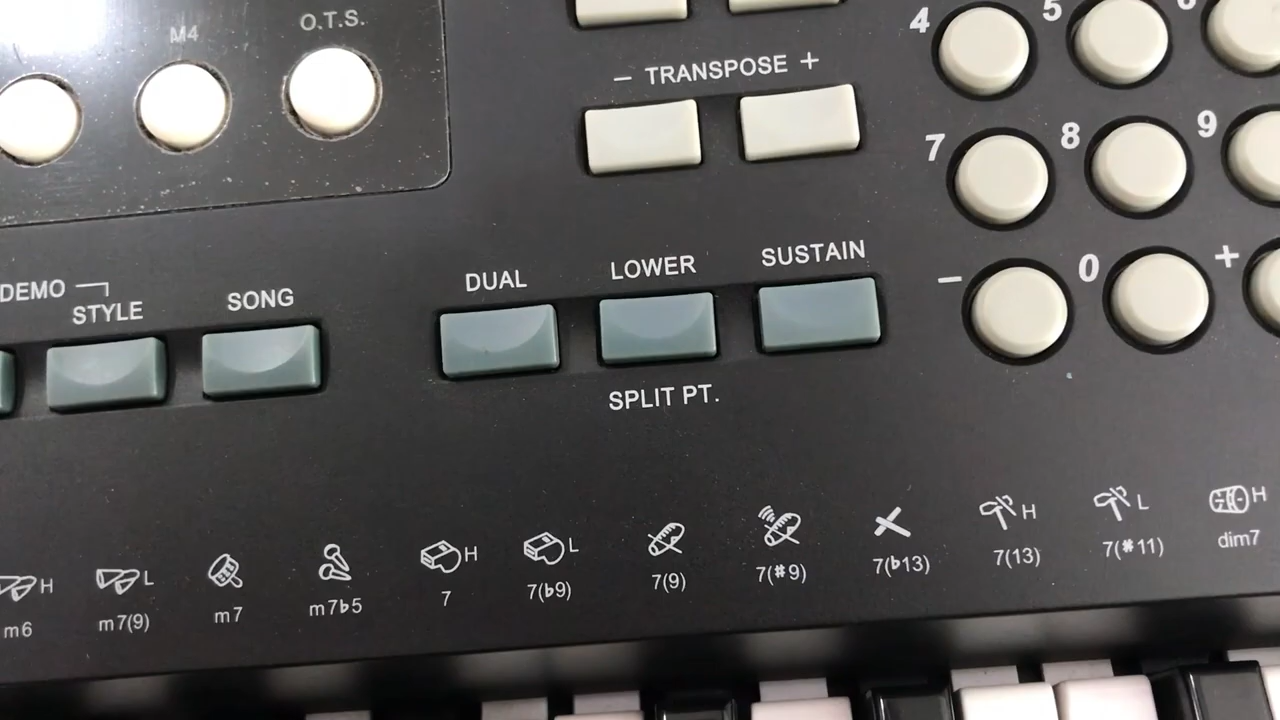 M4
O.T.S.
− TRANSPOSE +
4
5
7
8
9
− 0 +
DEMO
STYLE
SONG
DUAL
LOWER
SUSTAIN
SPLIT PT.
H
L
H
L
H
L
H
m6
m7(9)
m7
m7♭5
7
7(♭9)
7(9)
7(#9)
7(♭13)
7(13)
7(#11)
dim7